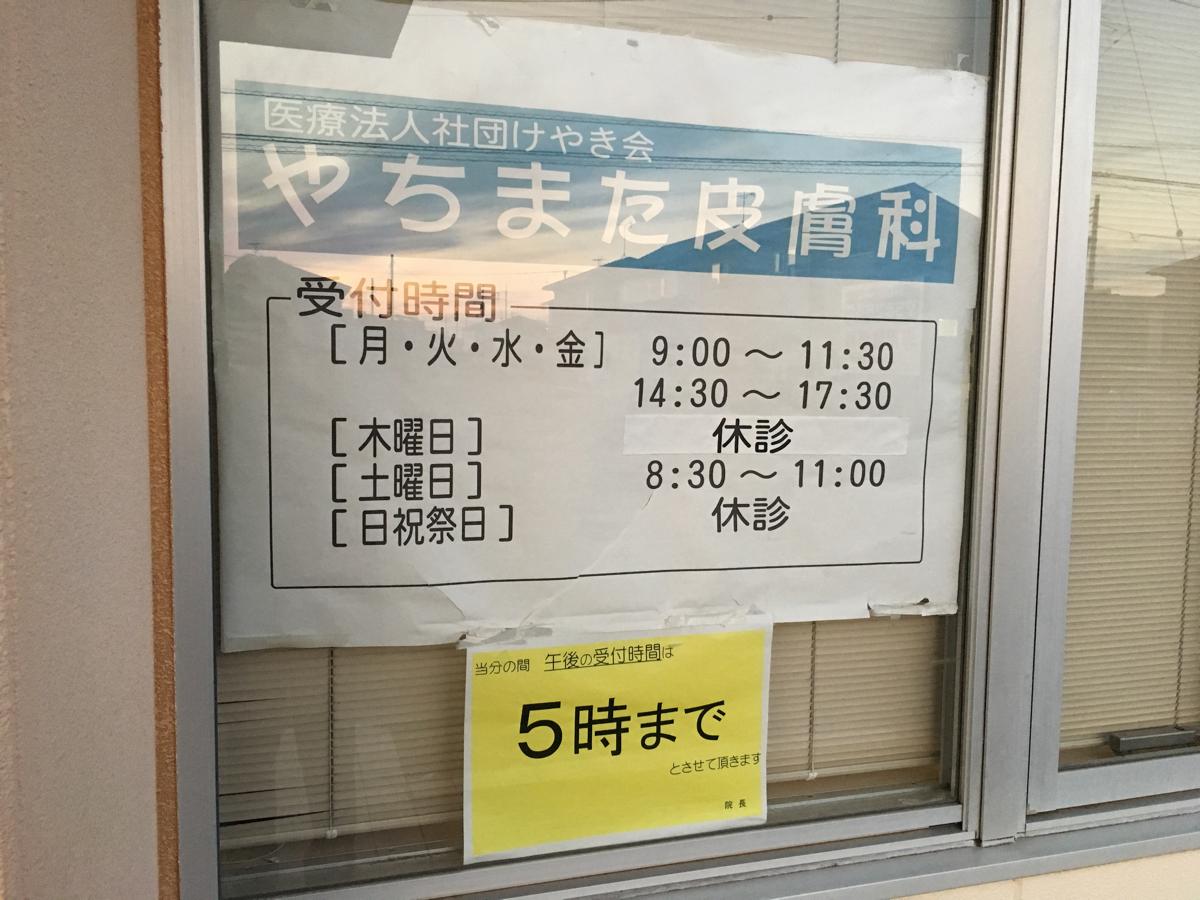 医療法人社団けやき会
やちまた皮膚科
受付時間
[月・火・水・金] 9:00 ～ 11:30
14:30 ～ 17:30
[木曜日] 休診
[土曜日] 8:30 ～ 11:00
[日祝祭日] 休診
当分の間 午後の受付時間は
5時まで
とさせて頂きます
院長